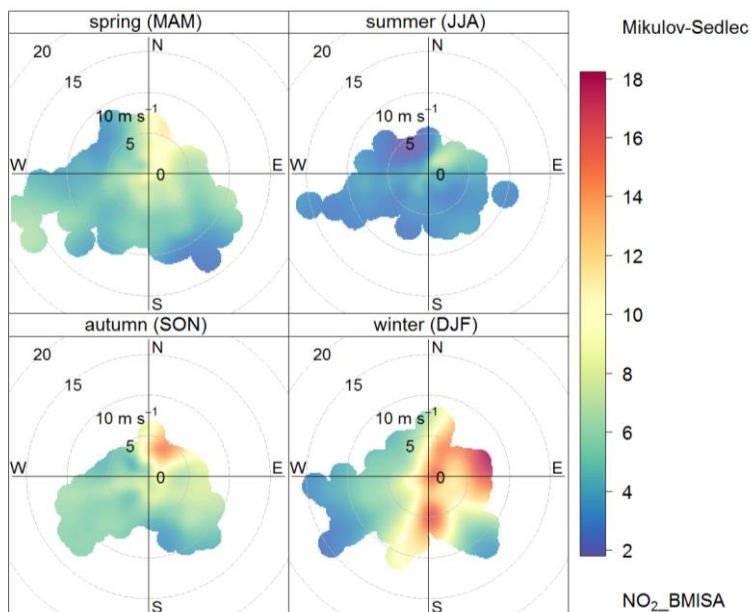 spring (MAM)
20
15
10 m s⁻¹
5
0
N
W
E
S
summer (JJA)
20
15
10 m s⁻¹
5
0
N
W
E
S
autumn (SON)
20
15
10 m s⁻¹
5
0
N
W
E
S
winter (DJF)
20
15
10 m s⁻¹
5
0
N
W
E
S
Mikulov-Sedlec
18
16
14
12
10
8
6
4
2
NO₂_BMISA